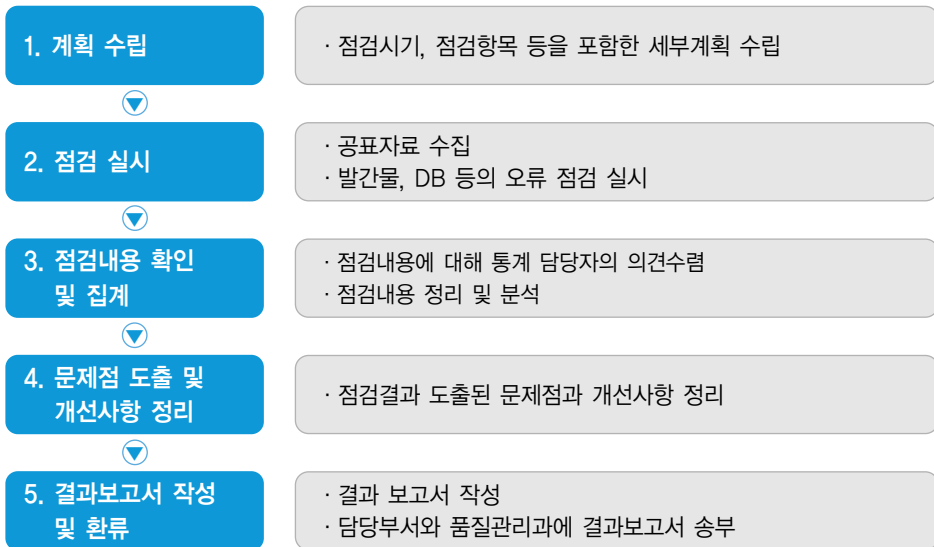 1. 계획 수립
· 점검시기, 점검항목 등을 포함한 세부계획 수립
2. 점검 실시
· 공표자료 수집
· 발간물, DB 등의 오류 점검 실시
3. 점검내용 확인
및 집계
· 점검내용에 대해 통계 담당자의 의견수렴
· 점검내용 정리 및 분석
4. 문제점 도출 및
개선사항 정리
· 점검결과 도출된 문제점과 개선사항 정리
5. 결과보고서 작성
및 환류
· 결과 보고서 작성
· 담당부서와 품질관리과에 결과보고서 송부